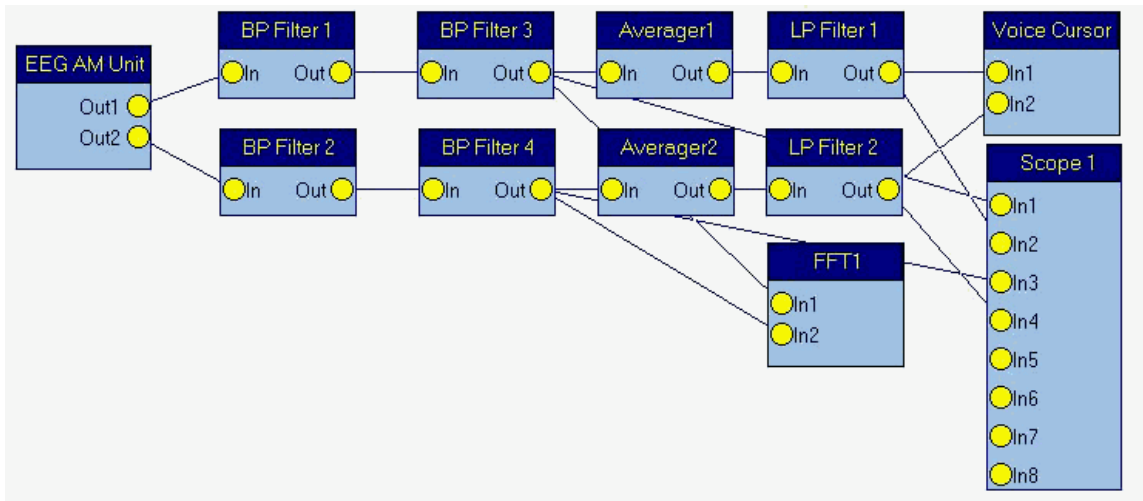 EEG AM Unit
Out1
Out2
BP Filter 1
In Out
BP Filter 3
In Out
Averager1
In Out
LP Filter 1
In Out
Voice Cursor
In1
In2
BP Filter 2
In Out
BP Filter 4
In Out
Averager2
In Out
LP Filter 2
In Out
FFT1
In1
In2
Scope 1
In1
In2
In3
In4
In5
In6
In7
In8